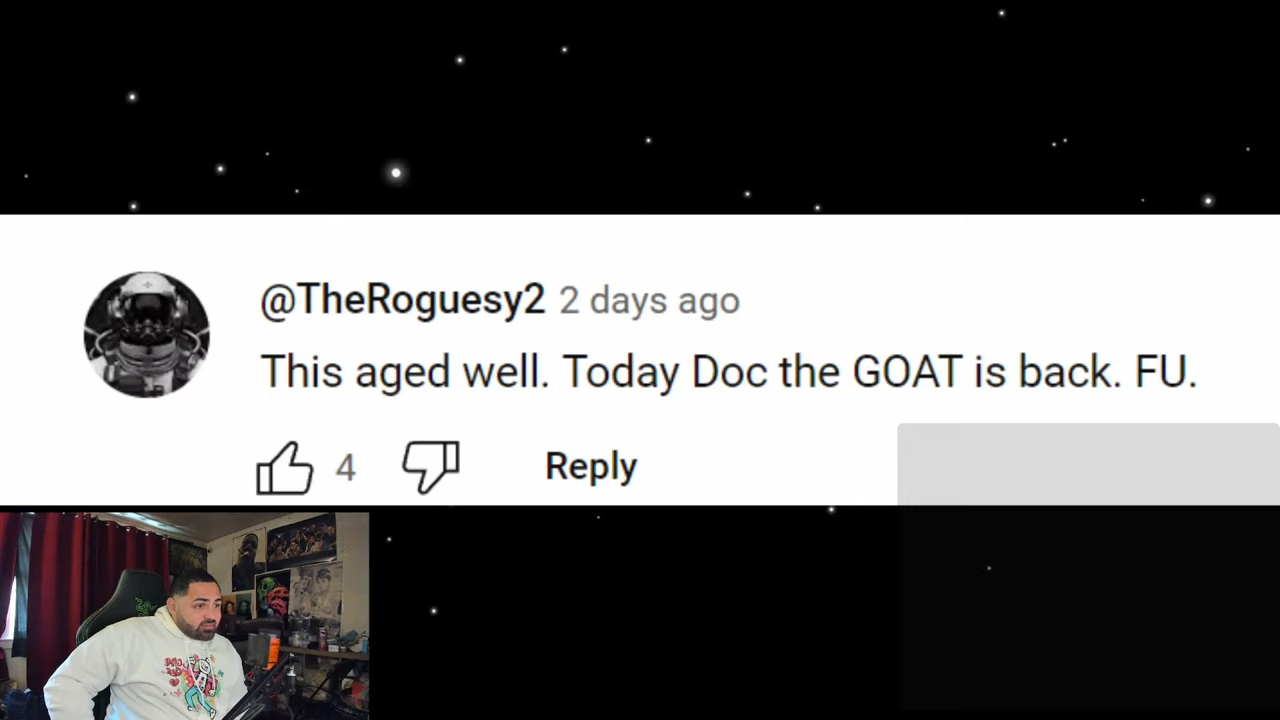 @TheRoguesy2 2 days ago
This aged well. Today Doc the GOAT is back. FU.
4
Reply